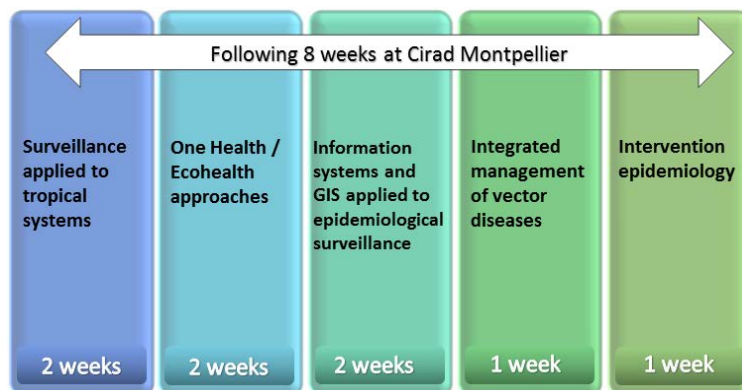 Following 8 weeks at Cirad Montpellier
Surveillance
applied to
tropical
systems
2 weeks
One Health /
Ecohealth
approaches
2 weeks
Information
systems and
GIS applied to
epidemiological
surveillance
2 weeks
Integrated
management
of vector
diseases
1 week
Intervention
epidemiology
1 week